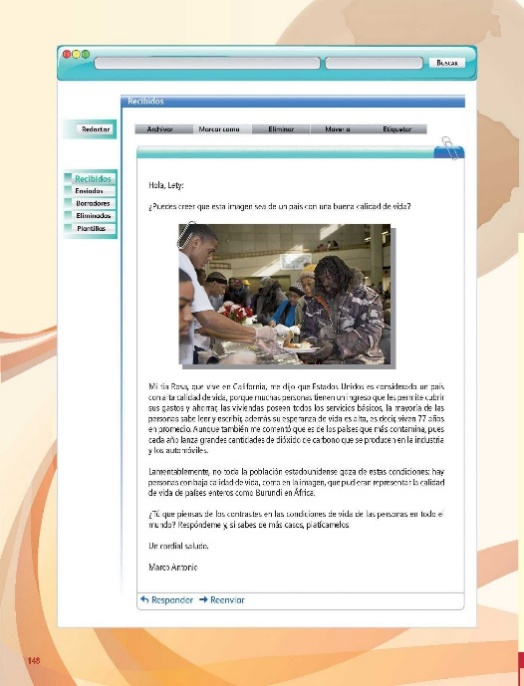 Buscar
Recibidos
Redactar
Archivar Marcar como Eliminar Mover a Etiquetar
Recibidos
Enviados
Borradores
Eliminados
Plantillas
Hola, Lety:
¿Puedes creer que esta imagen sea de un país con una buena calidad de vida?
Mi tía Rosa, que vive en California, me dijo que Estados Unidos es considerado un país
con alta calidad de vida, porque muchas personas tienen un ingreso que les permite cubrir
sus gastos y ahorrar, las viviendas poseen todos los servicios básicos, la mayoría de las
personas sabe leer y escribir, además su esperanza de vida es alta, es decir, viven 77 años
en promedio. Aunque también me comentó que es de los países que más contamina, pues
cada año lanza grandes cantidades de dióxido de carbono que se producen en la industria
y los automóviles.
Lamentablemente, no toda la población estadounidense goza de estas condiciones: hay
personas con baja calidad de vida, como en la imagen, que pudieran representar la calidad
de vida de países enteros como Burundi en África.
¿Tú que piensas de los contrastes en las condiciones de vida de las personas en todo el
mundo? Respóndeme y, si sabes de más casos, platícamelos.
Un cordial saludo.
Marco Antonio
Responder Reenviar
148